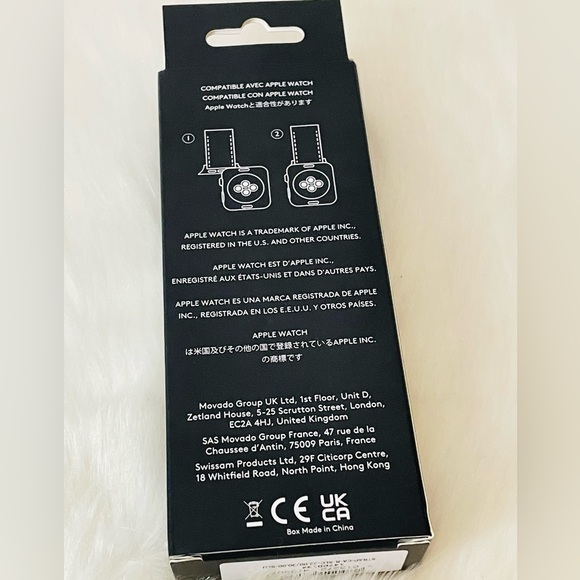 COMPATIBLE AVEC APPLE WATCH
COMPATIBLE CON APPLE WATCH
Apple Watchと適合性があります
1
2
APPLE WATCH IS A TRADEMARK OF APPLE INC.,
REGISTERED IN THE U.S. AND OTHER COUNTRIES.
APPLE WATCH EST D'APPLE INC.,
ENREGISTRÉ AUX ÉTATS-UNIS ET DANS D'AUTRES PAYS.
APPLE WATCH ES UNA MARCA REGISTRADA DE APPLE
INC., REGISTRADA EN LOS E.E.U.U. Y OTROS PAÍSES.
APPLE WATCH
は米国及びその他の国で登録されているAPPLE INC.
の商標です
Movado Group UK Ltd, 1st Floor, Unit D,
Zetland House, 5-25 Scrutton Street, London,
EC2A 4HJ, United Kingdom
SAS Movado Group France, 47 rue de la
Chaussee d'Antin, 75009 Paris, France
Swissam Products Ltd, 29F Citicorp Centre,
18 Whitfield Road, North Point, Hong Kong
CE UK
CA
Box Made in China